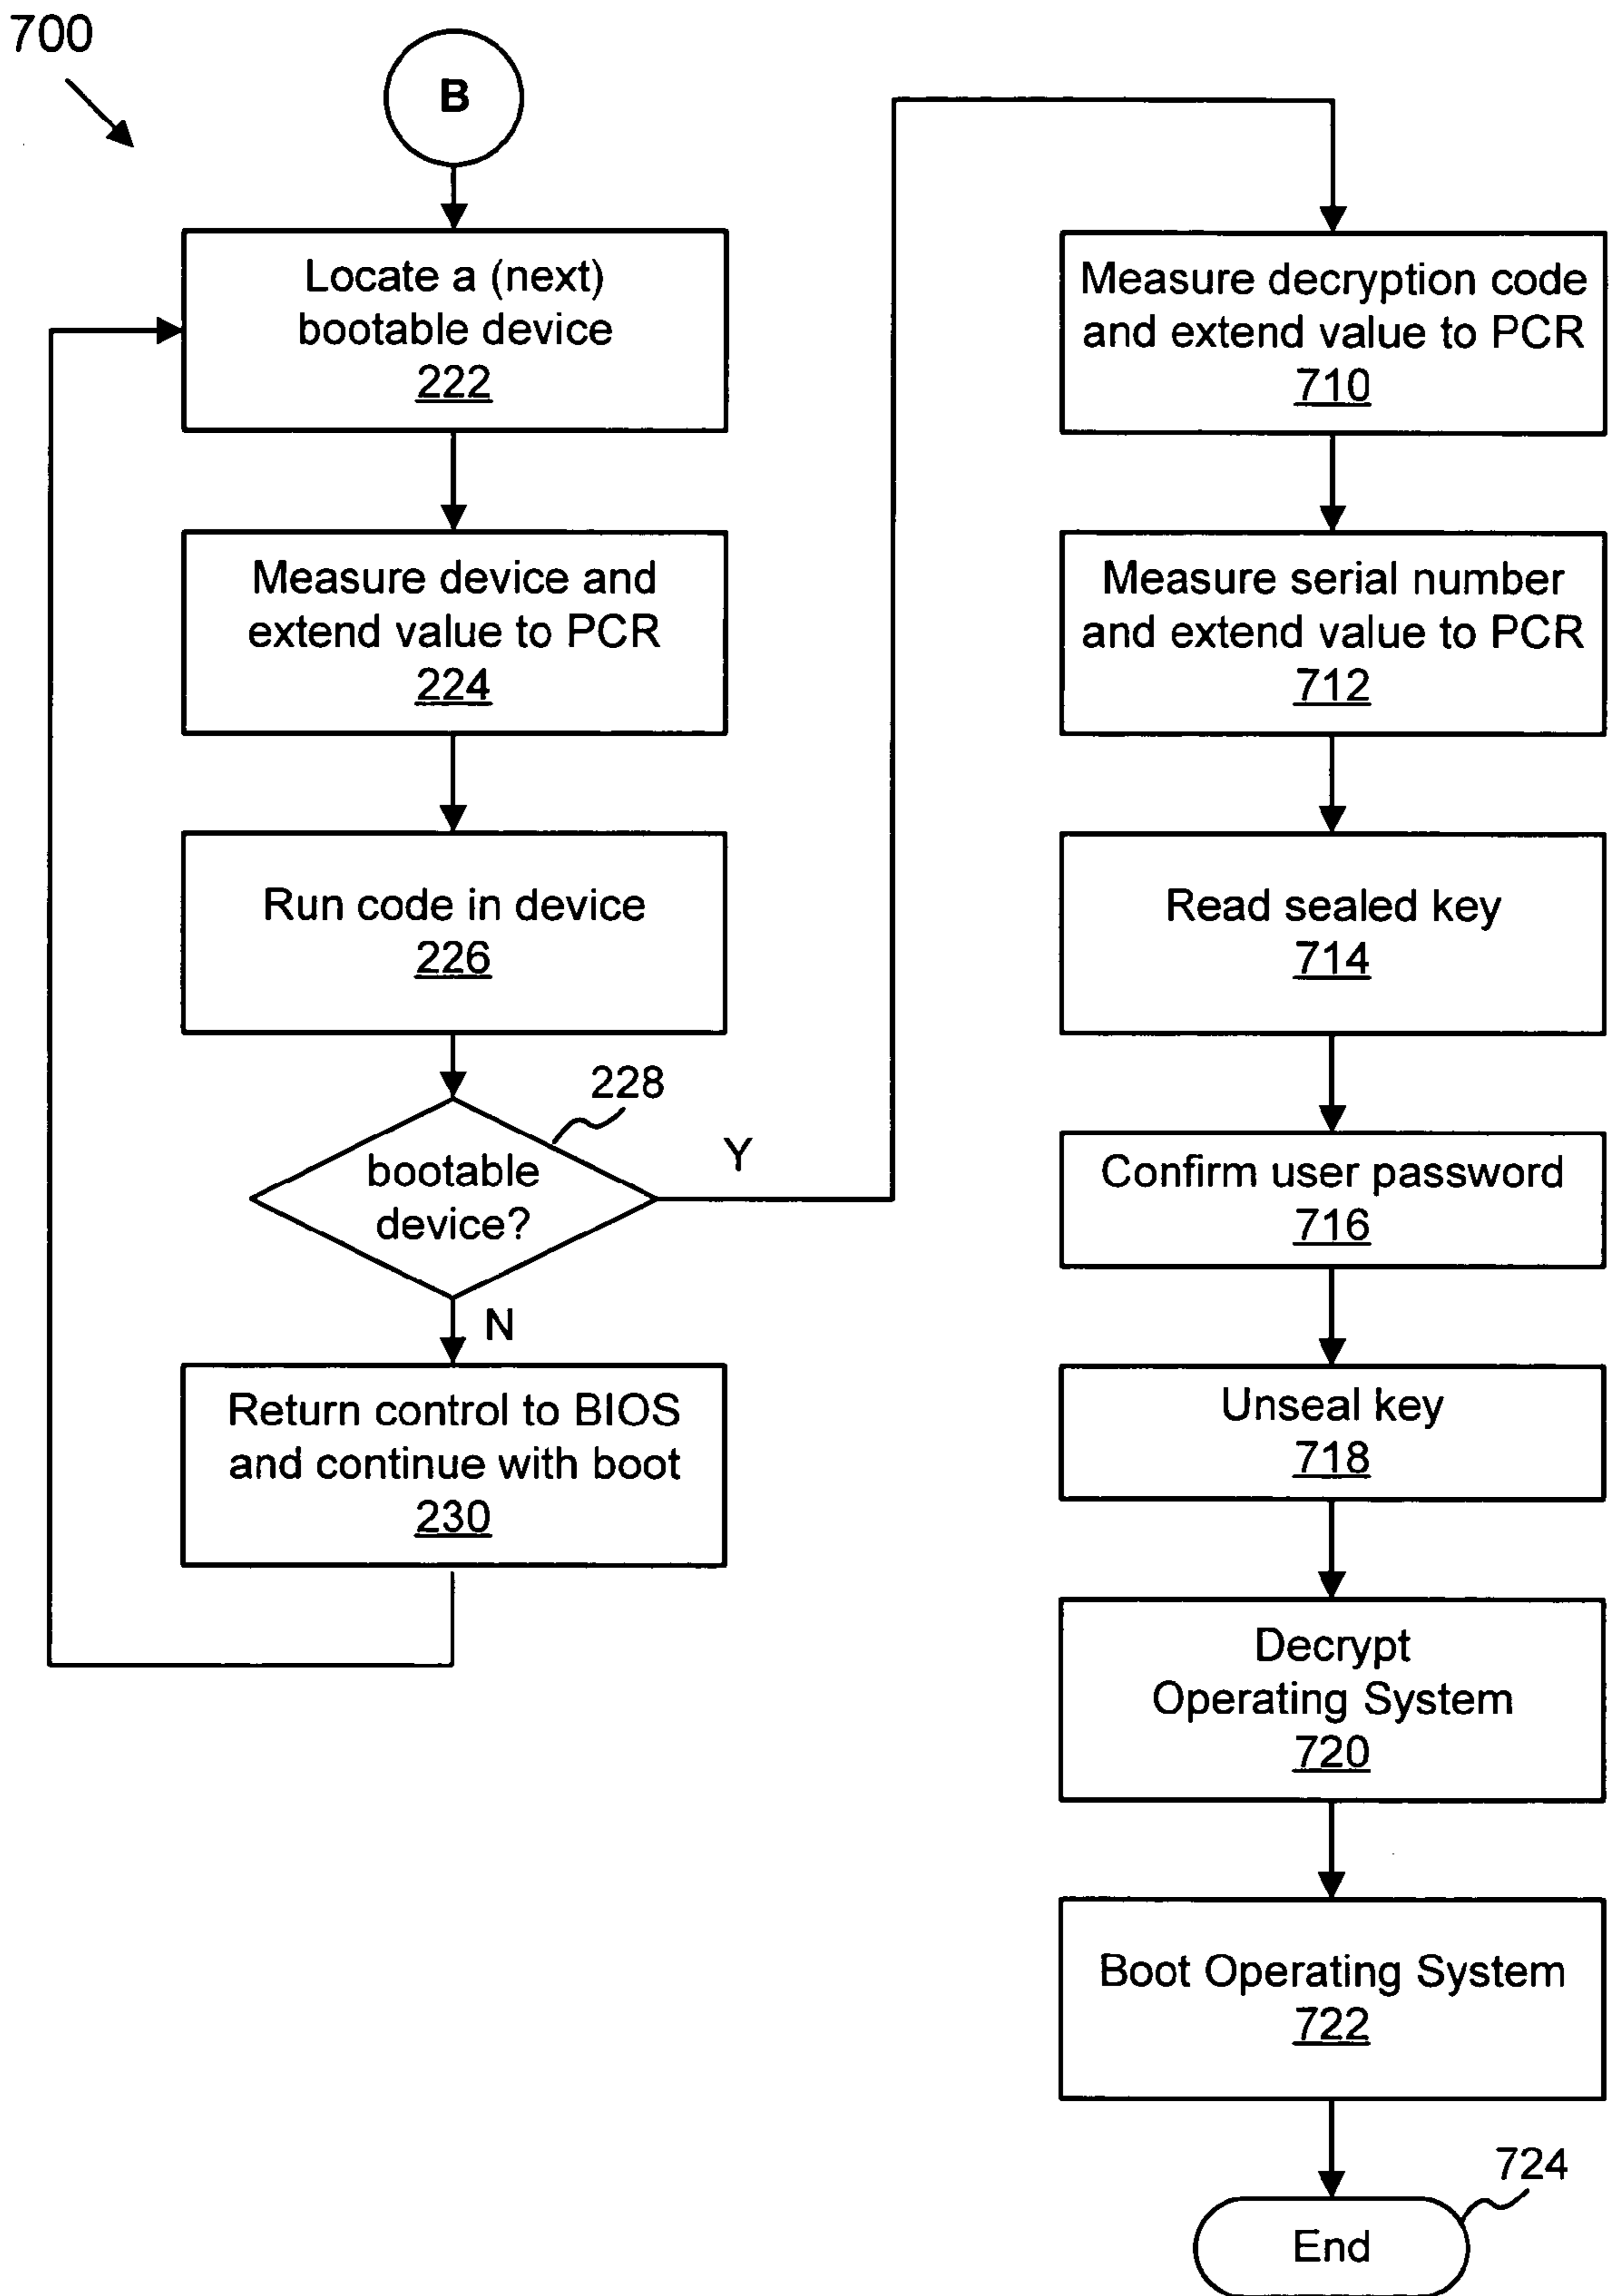 700
B
Locate a (next)
bootable device
222
Measure device and
extend value to PCR
224
Run code in device
226
228
bootable
device?
Y
N
Return control to BIOS
and continue with boot
230
Measure decryption code
and extend value to PCR
710
Measure serial number
and extend value to PCR
712
Read sealed key
714
Confirm user password
716
Unseal key
718
Decrypt
Operating System
720
Boot Operating System
722
724
End